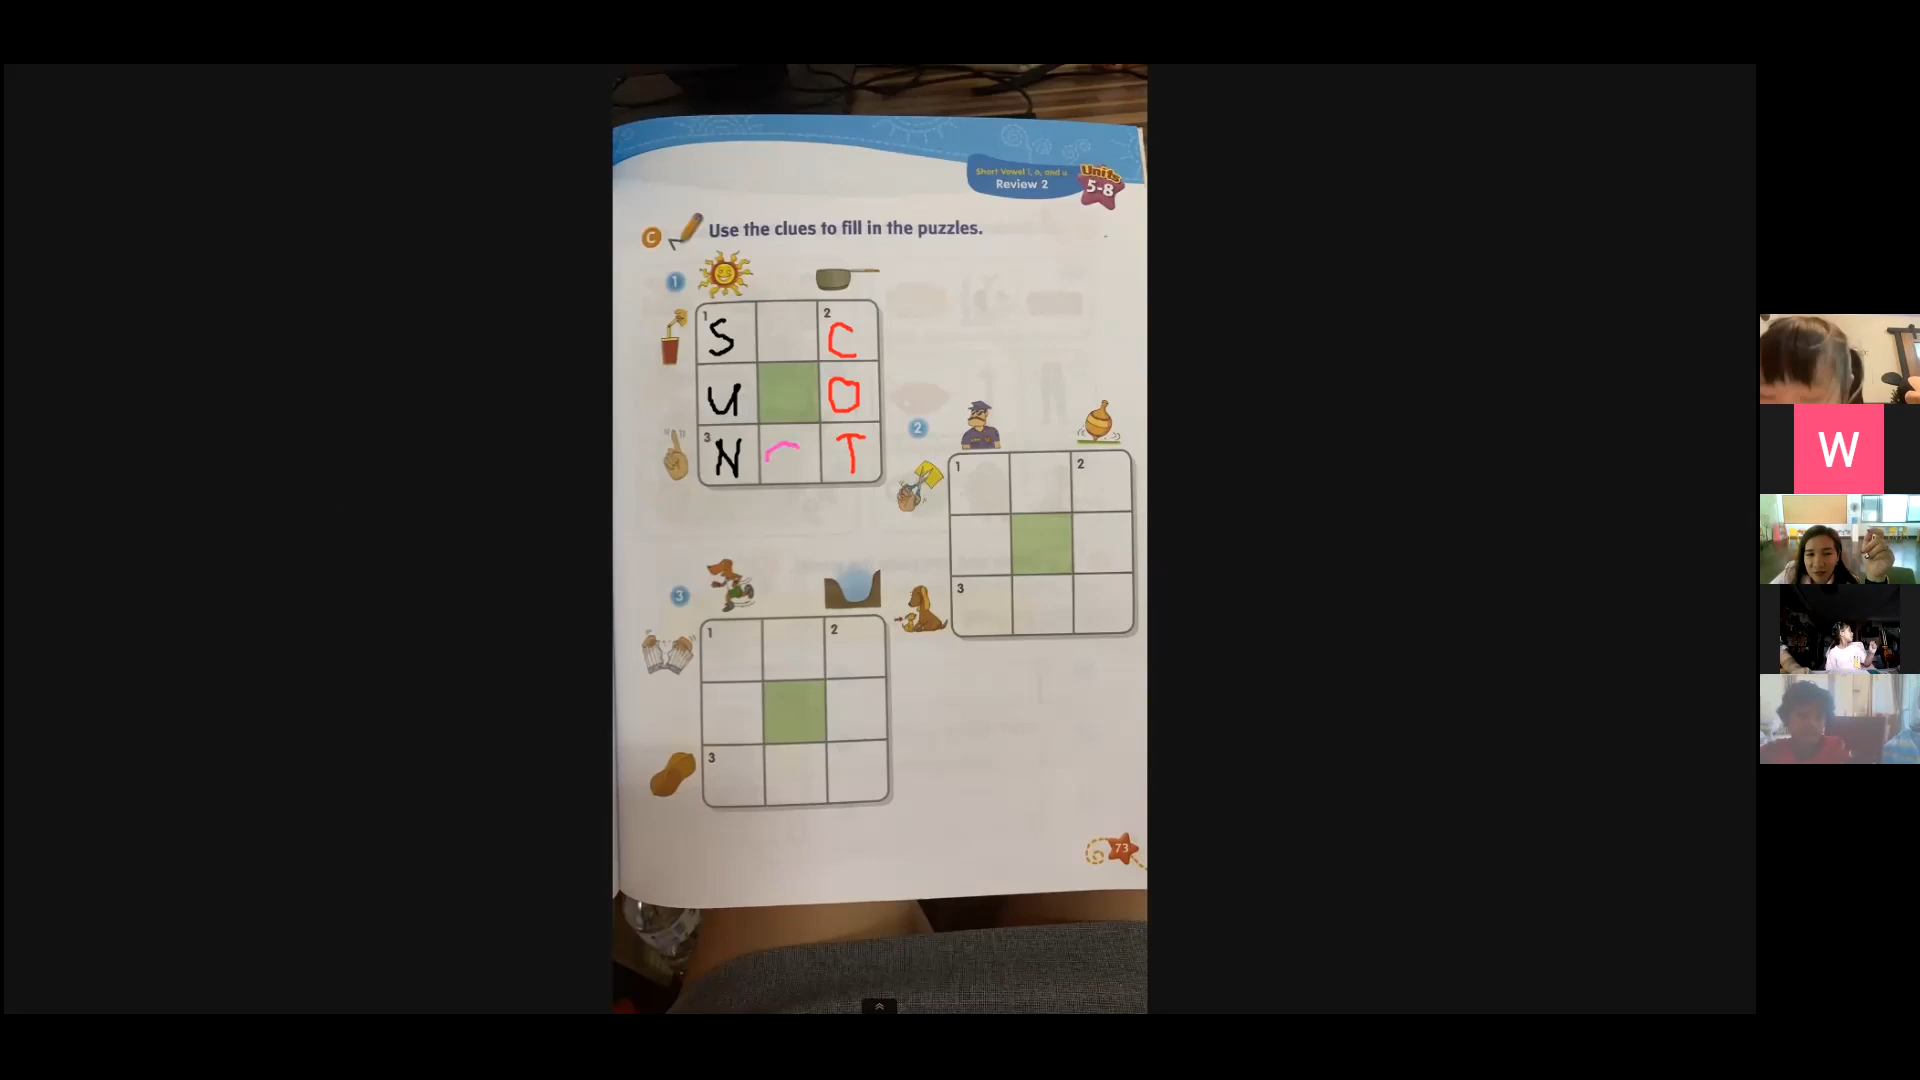 Short Vowel i, o, and u
Review 2
Units
5-8
C
Use the clues to fill in the puzzles.
1
1
S
2
C
U
O
3
N
T
2
1
2
3
3
1
2
3
73
W